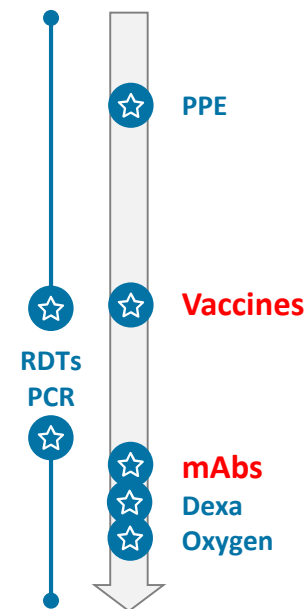 PPE
Vaccines
RDTs
PCR
mAbs
Dexa
Oxygen